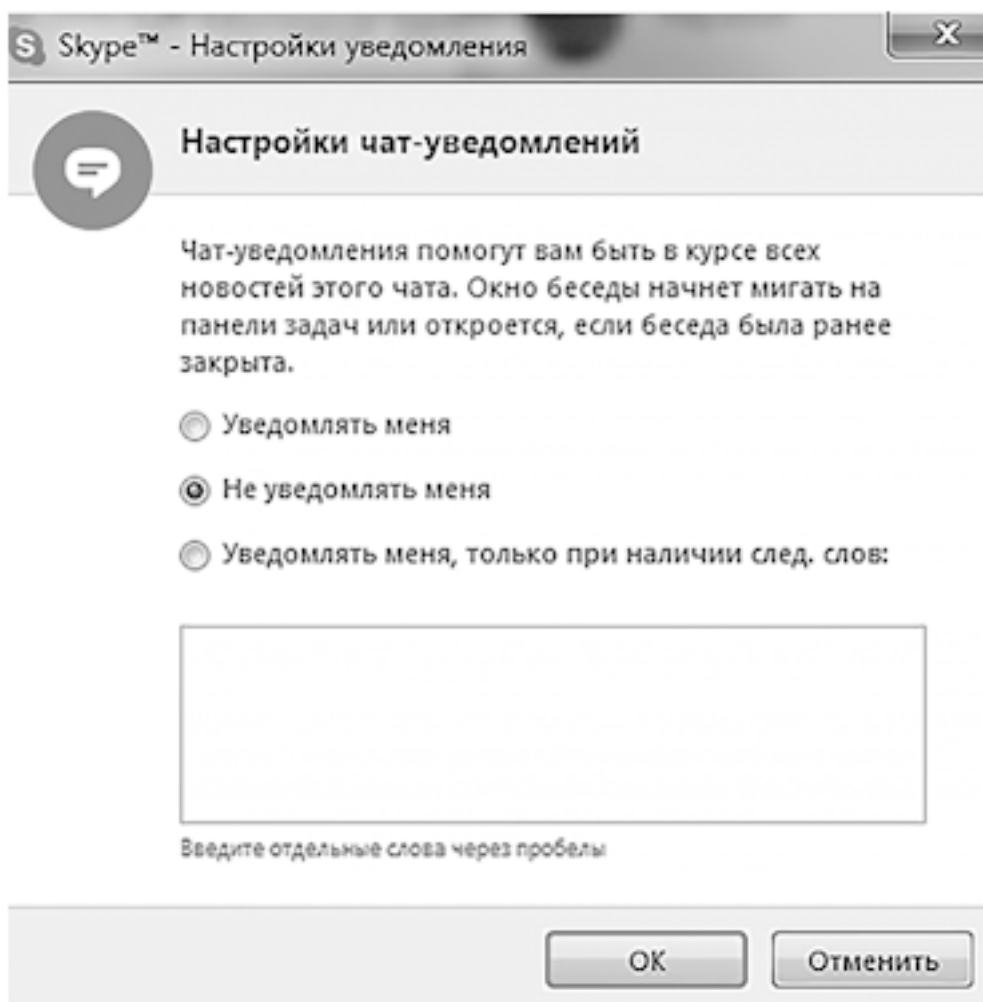 S Skype™ - Настройки уведомления
Настройки чат-уведомлений
Чат-уведомления помогут вам быть в курсе всех
новостей этого чата. Окно беседы начнет мигать на
панели задач или откроется, если беседа была ранее
закрыта.
Уведомлять меня
Не уведомлять меня
Уведомлять меня, только при наличии след. слов:
Введите отдельные слова через пробелы
ОК
Отменить